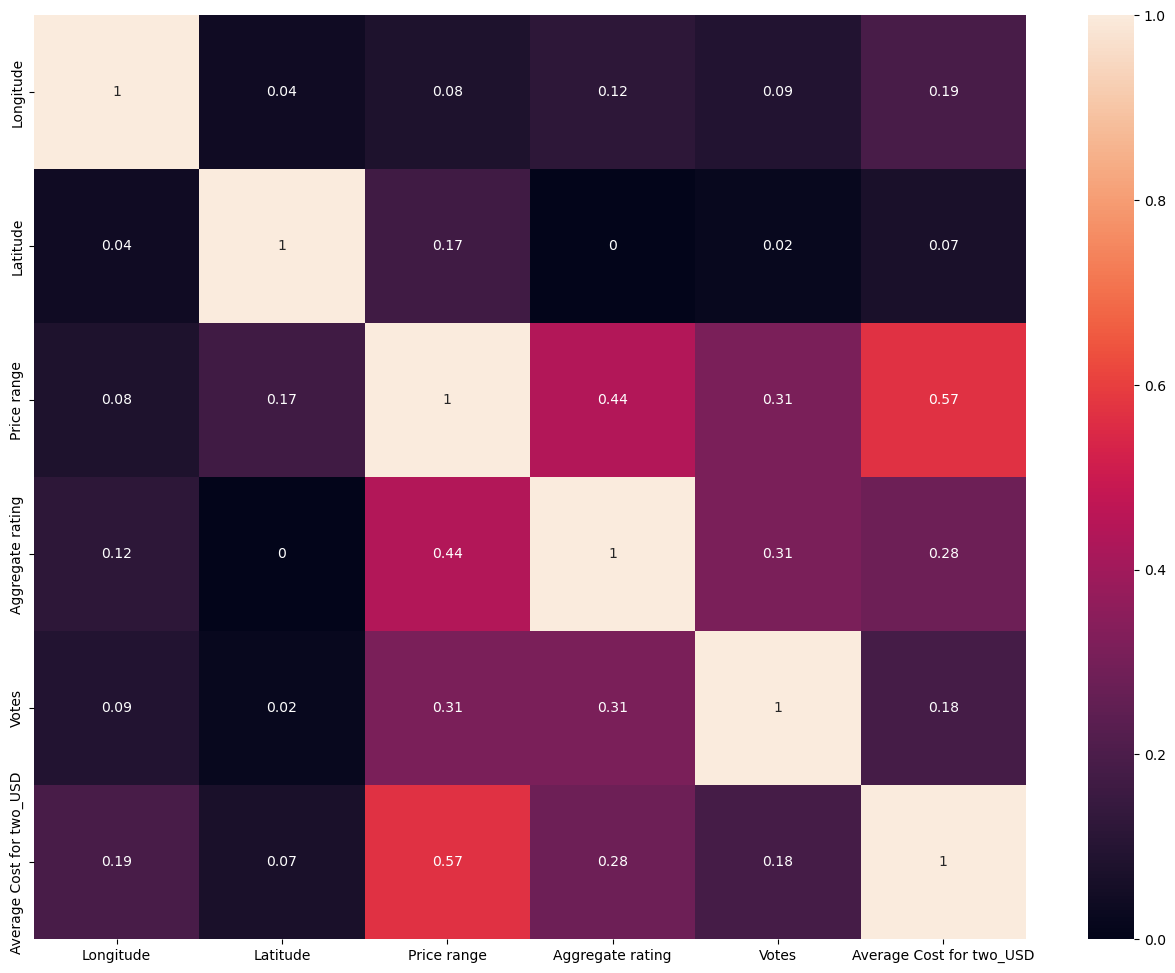 Longitude 1 0.04 0.08 0.12 0.09 0.19
Latitude 0.04 1 0.17 0 0.02 0.07
Price range 0.08 0.17 1 0.44 0.31 0.57
Aggregate rating 0.12 0 0.44 1 0.31 0.28
Votes 0.09 0.02 0.31 0.31 1 0.18
Average Cost for two_USD 0.19 0.07 0.57 0.28 0.18 1
Longitude Latitude Price range Aggregate rating Votes Average Cost for two_USD
1.0
0.8
0.6
0.4
0.2
0.0